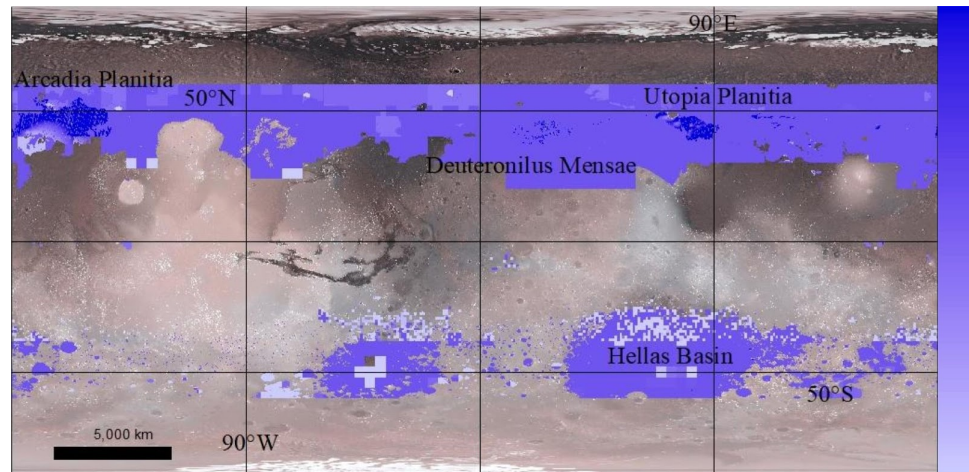 90°E
Arcadia Planitia
50°N
Utopia Planitia
Deuteronilus Mensae
Hellas Basin
50°S
5,000 km
90°W